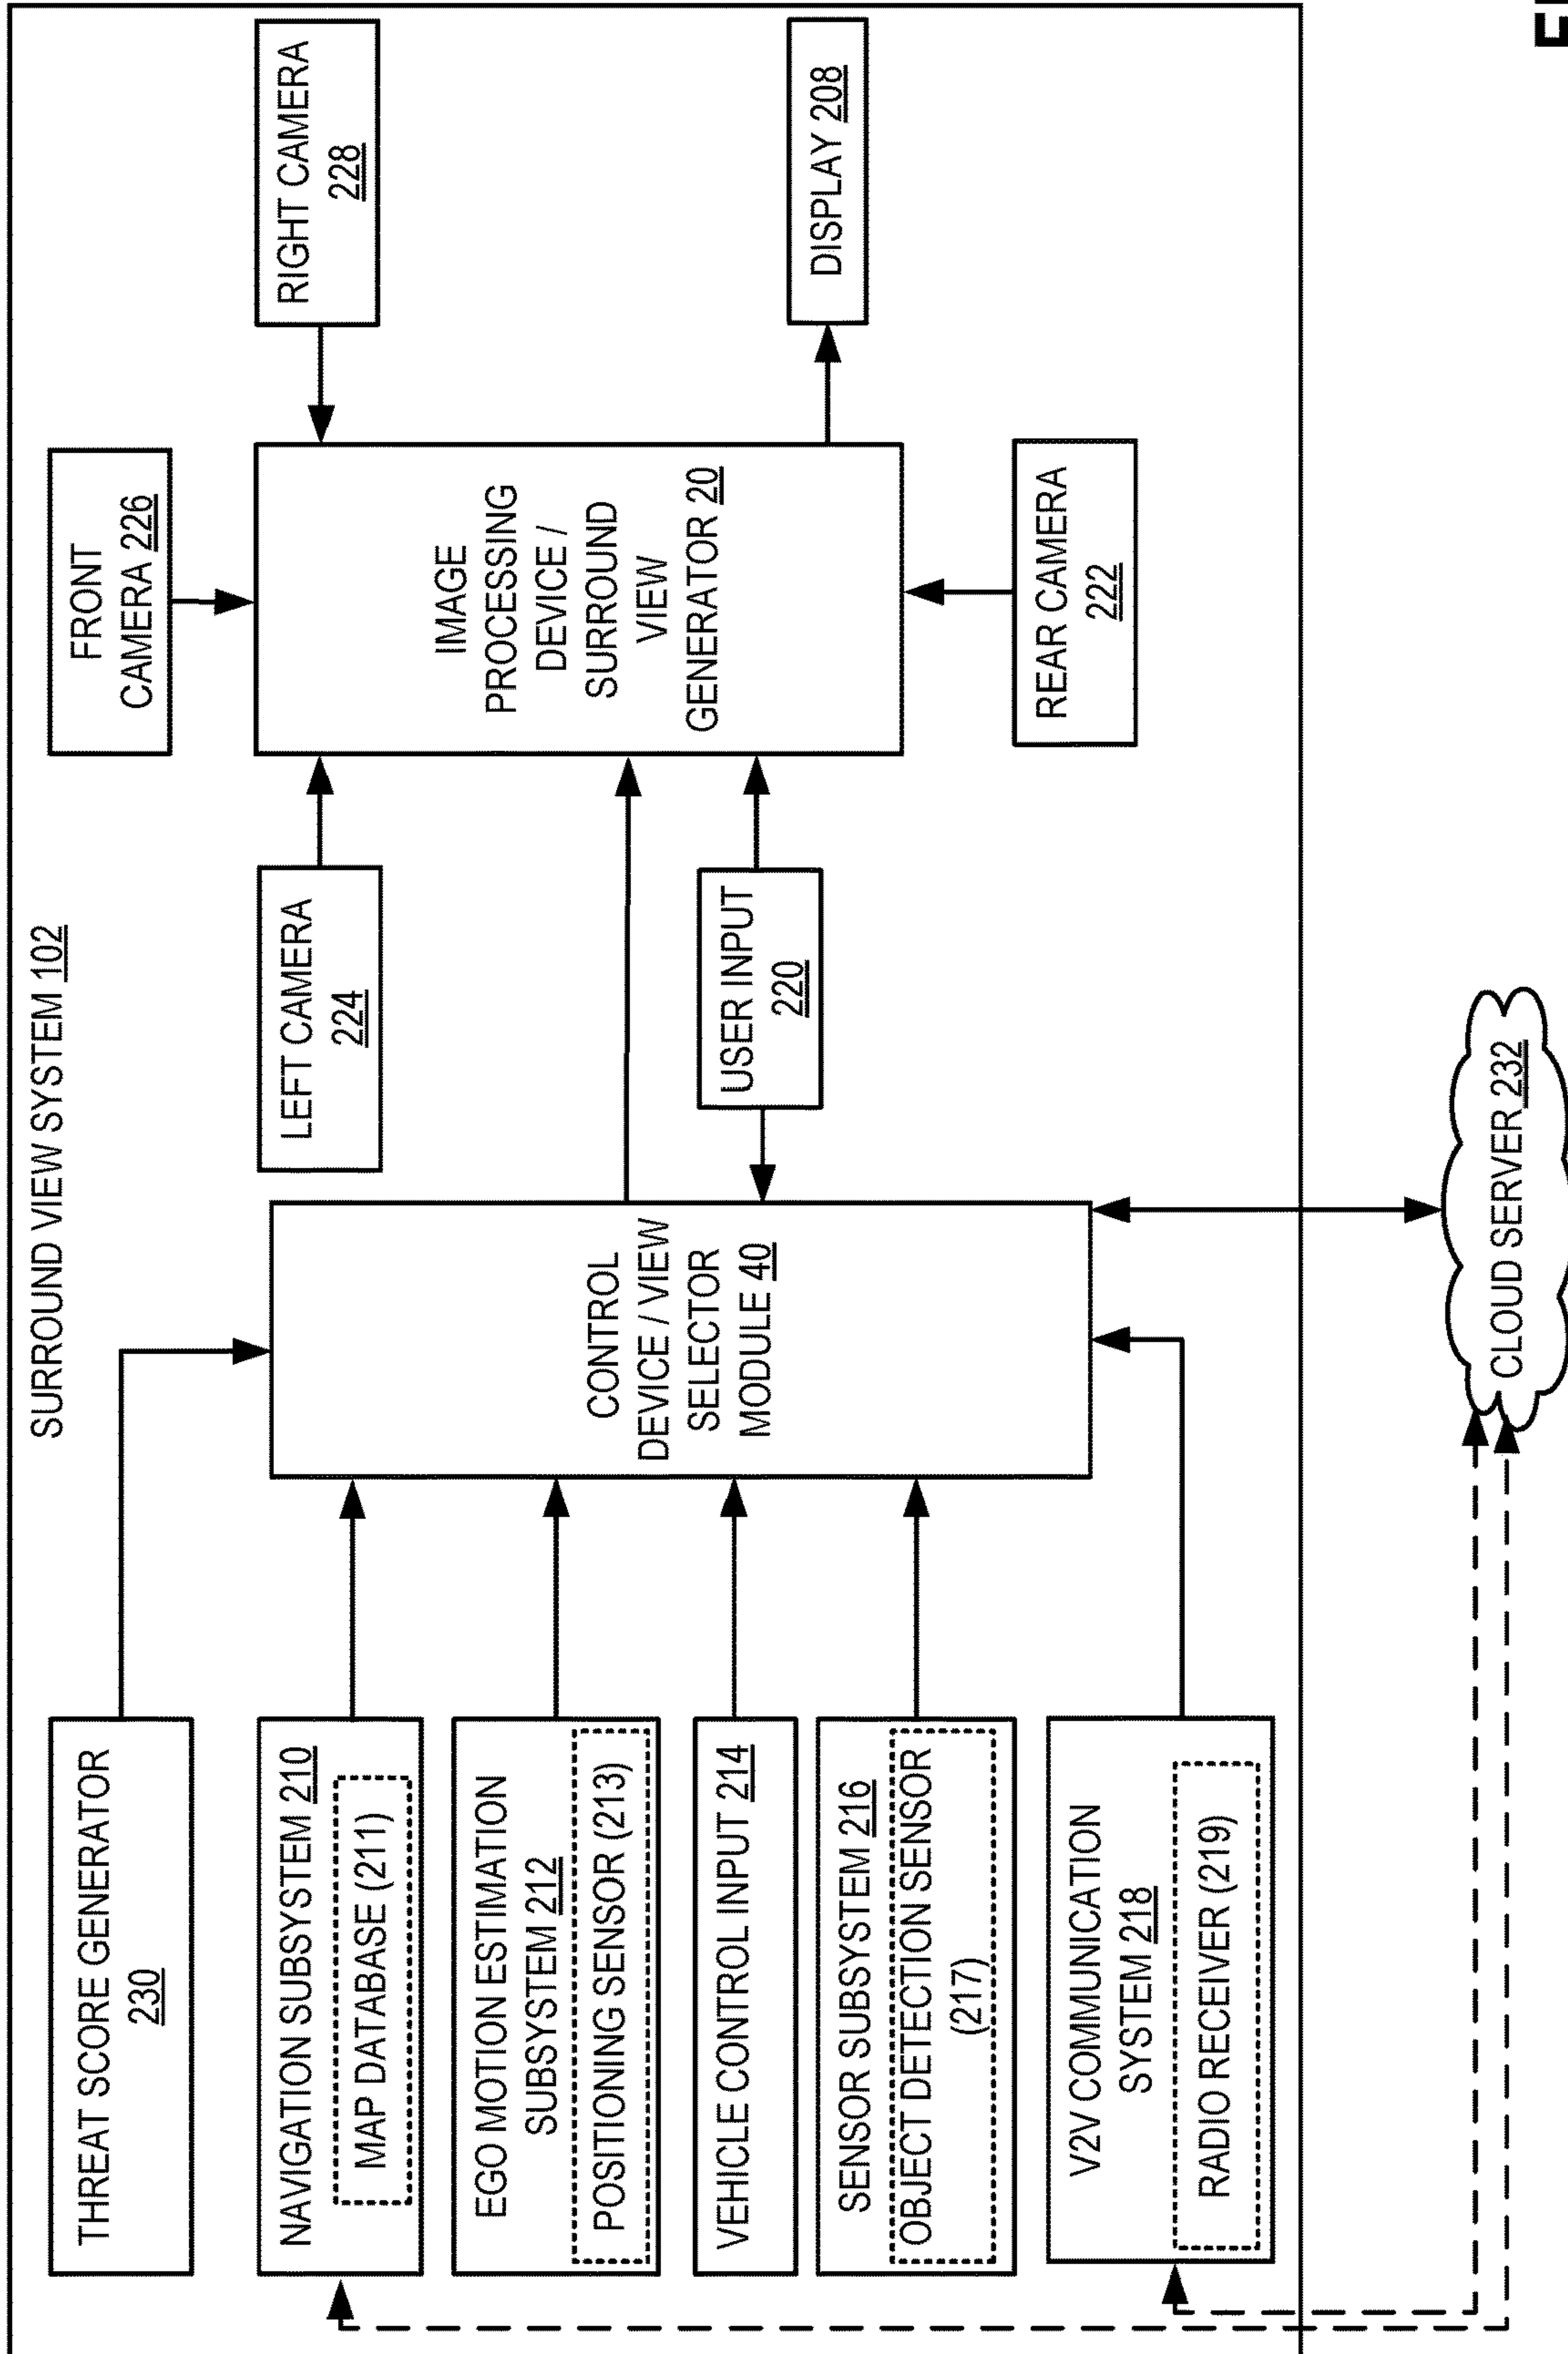 SURROUND VIEW SYSTEM 102
THREAT SCORE GENERATOR
230
NAVIGATION SUBSYSTEM 210
MAP DATABASE (211)
EGO MOTION ESTIMATION
SUBSYSTEM 212
POSITIONING SENSOR (213)
VEHICLE CONTROL INPUT 214
SENSOR SUBSYSTEM 216
OBJECT DETECTION SENSOR
(217)
V2V COMMUNICATION
SYSTEM 218
RADIO RECEIVER (219)
CONTROL
DEVICE / VIEW
SELECTOR
MODULE 40
LEFT CAMERA
224
USER INPUT
220
FRONT
CAMERA 226
IMAGE
PROCESSING
DEVICE /
SURROUND
VIEW
GENERATOR 20
REAR CAMERA
222
RIGHT CAMERA
228
DISPLAY 208
CLOUD SERVER 232